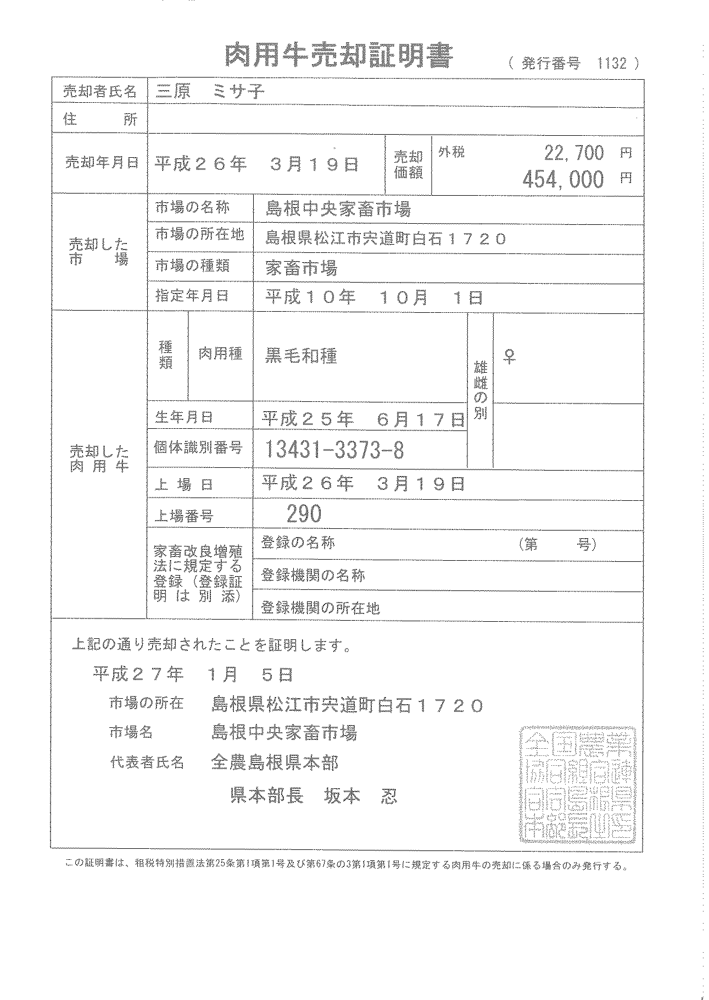 肉用牛売却証明書
( 発行番号 1132 )
売却者氏名 三原 ミサ子
住 所
売却年月日 平成26年 3月19日 売却価額 外税 22,700 円
454,000 円
売却した市場
市場の名称 島根中央家畜市場
市場の所在地 島根県松江市宍道町白石1720
市場の種類 家畜市場
指定年月日 平成10年 10月 1日
売却した肉用牛
種類 肉用種 黒毛和種 雄雌の別 ♀
生年月日 平成25年 6月17日
個体識別番号 13431-3373-8
上場日 平成26年 3月19日
上場番号 290
家畜改良増殖
法に規定する
登録(登録証
明は別添)
登録の名称 (第 号)
登録機関の名称
登録機関の所在地
上記の通り売却されたことを証明します。
平成27年 1月 5日
市場の所在 島根県松江市宍道町白石1720
市場名 島根中央家畜市場
代表者氏名 全農島根県本部
県本部長 坂本 忍
この証明書は、租税特別措置法第25条第1項第1号及び第67条の3第1項第1号に規定する肉用牛の売却に係る場合のみ発行する。